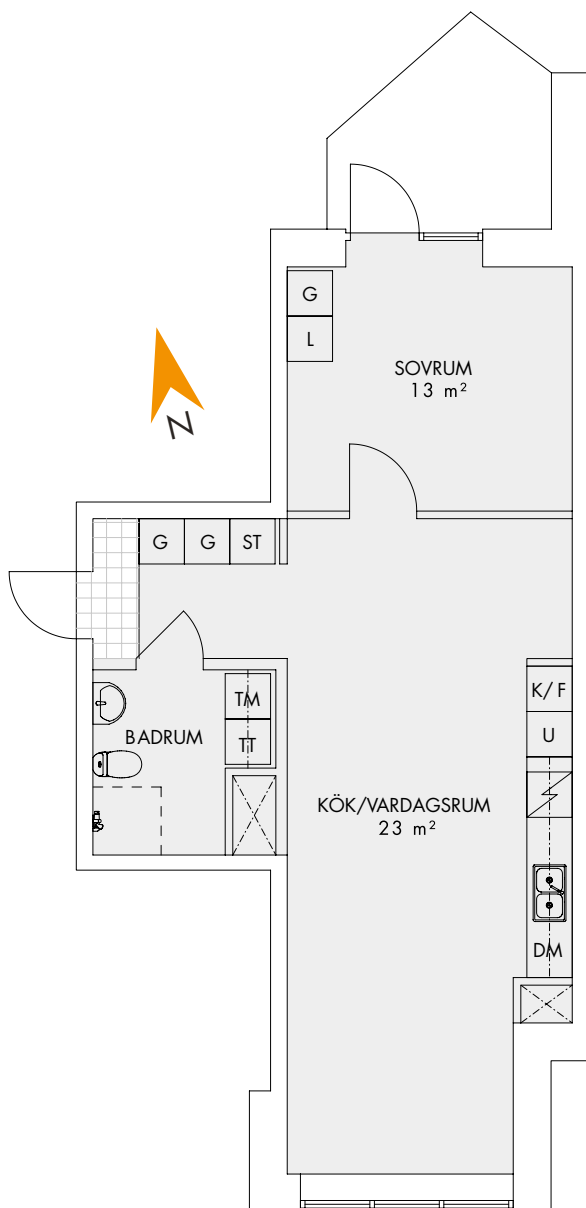 G
L
SOVRUM
13 m²
N
G G ST
K/F
TM
U
TT
BADRUM
KÖK/VARDAGSRUM
23 m²
DM